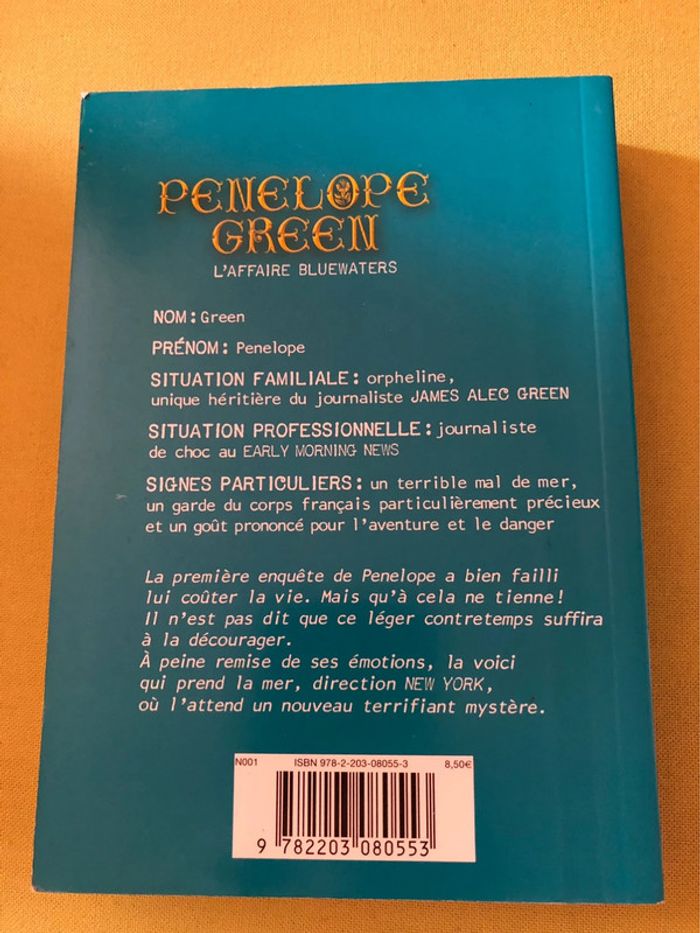 PENELOPE
GREEN
L'AFFAIRE BLUEWATERS
NOM : Green
PRÉNOM : Penelope
SITUATION FAMILIALE : orpheline,
unique héritière du journaliste JAMES ALEC GREEN
SITUATION PROFESSIONNELLE : journaliste
de choc au EARLY MORNING NEWS
SIGNES PARTICULIERS : un terrible mal de mer,
un garde du corps français particulièrement précieux
et un goût prononcé pour l'aventure et le danger
La première enquête de Penelope a bien failli
lui coûter la vie. Mais qu'à cela ne tienne !
Il n'est pas dit que ce léger contretemps suffira
à la décourager.
À peine remise de ses émotions, la voici
qui prend la mer, direction NEW YORK,
où l'attend un nouveau terrifiant mystère.
N001 ISBN 978-2-203-08055-3 8,50€
9 782203 080553